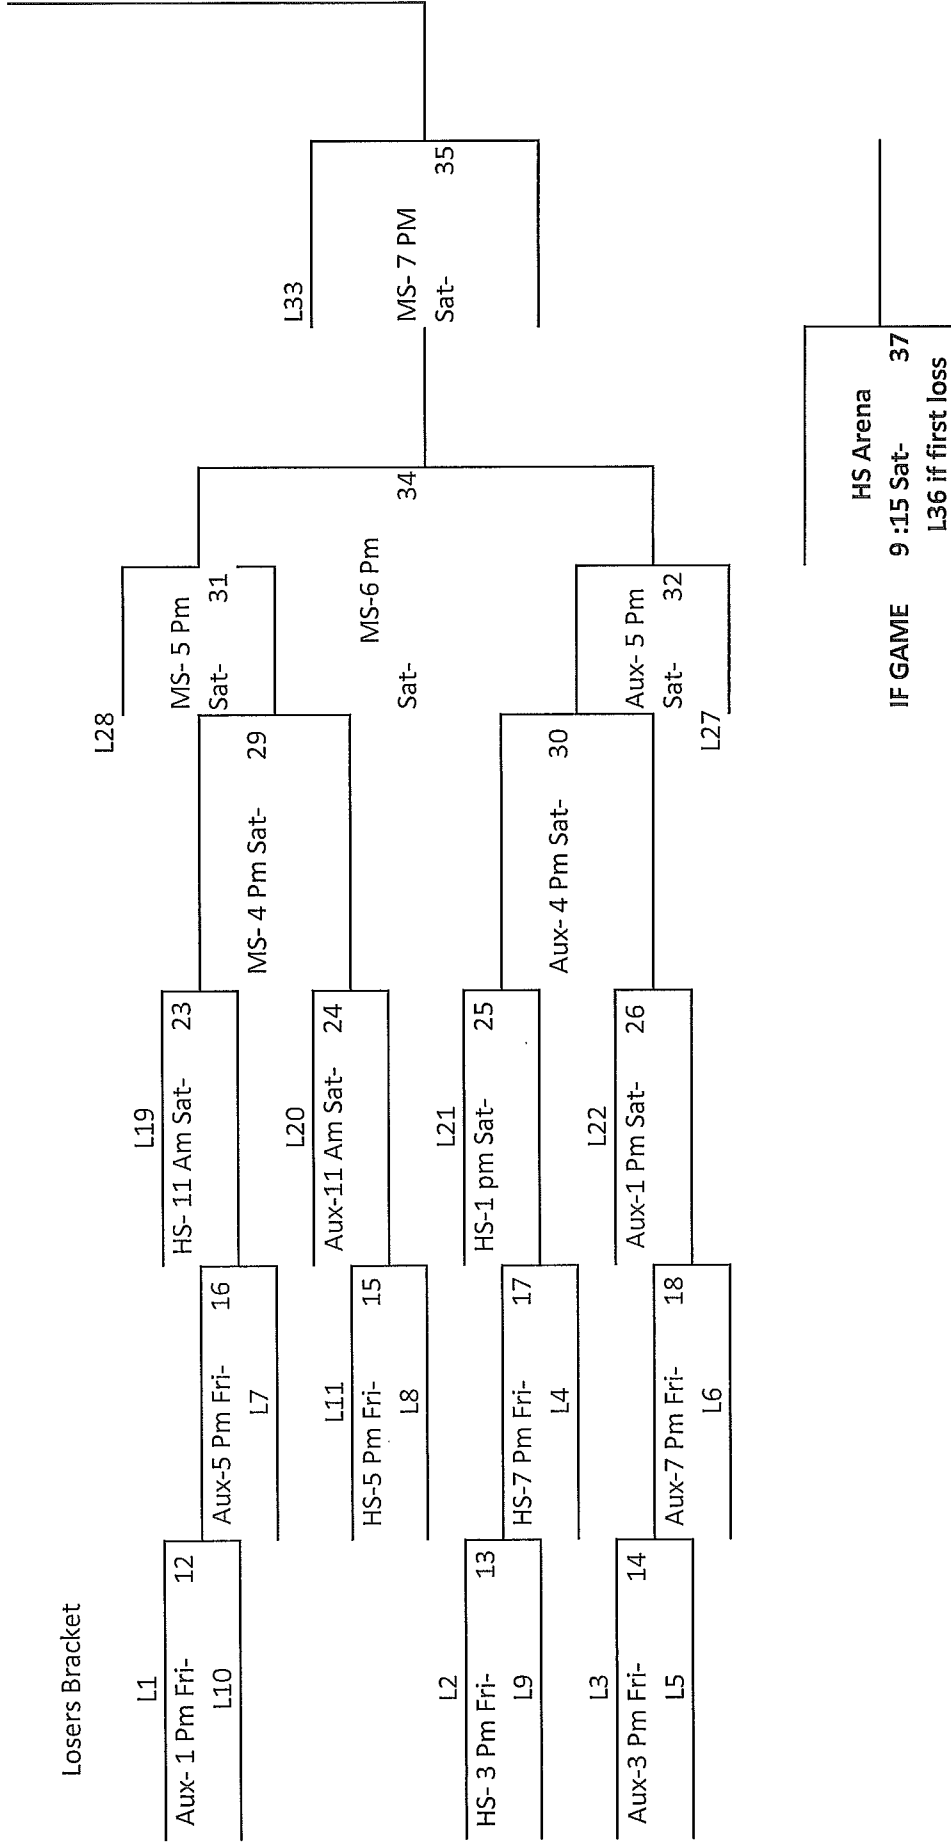 Losers Bracket
L1
Aux- 1 Pm Fri- 12
L10
Aux-5 Pm Fri- 16
L7
L19
HS- 11 Am Sat- 23
L11
HS-5 Pm Fri- 15
L8
L20
Aux-11 Am Sat- 24
MS- 4 Pm Sat- 29
L28
MS- 5 Pm
Sat- 31
L2
HS- 3 Pm Fri- 13
L9
HS-7 Pm Fri- 17
L4
L21
HS-1 pm Sat- 25
L3
Aux-3 Pm Fri- 14
L5
Aux-7 Pm Fri- 18
L6
L22
Aux-1 Pm Sat- 26
Aux- 4 Pm Sat- 30
Aux- 5 Pm
Sat- 32
L27
MS-6 Pm
Sat- 34
L33
MS- 7 PM
Sat- 35
HS Arena
IF GAME 9 :15 Sat- 37
L36 if first loss